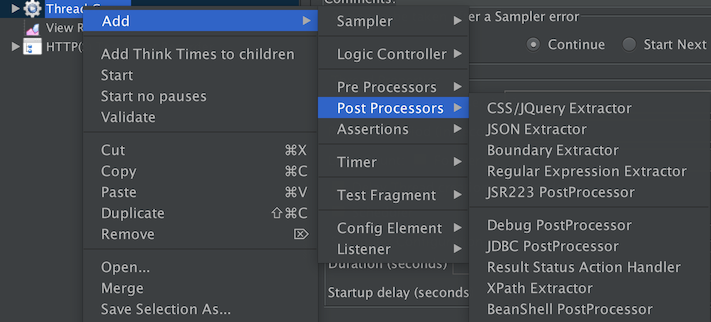 Comments:
Thread G
Add
Sampler
er a Sampler error
View R
Continue
Start Next
HTTP(
Add Think Times to children
Logic Controller
Start
Start no pauses
Pre Processors
Validate
Post Processors
CSS/JQuery Extractor
Assertions
JSON Extractor
Cut ⌘X
Boundary Extractor
Copy ⌘C
Timer
Regular Expression Extractor
Paste ⌘V
JSR223 PostProcessor
Duplicate ⇧⌘C
Test Fragment
Remove ⌦
Config Element
Debug PostProcessor
Listener
JDBC PostProcessor
Open...
Duration (seconds)
Result Status Action Handler
Merge
Startup delay (seconds
XPath Extractor
Save Selection As...
BeanShell PostProcessor